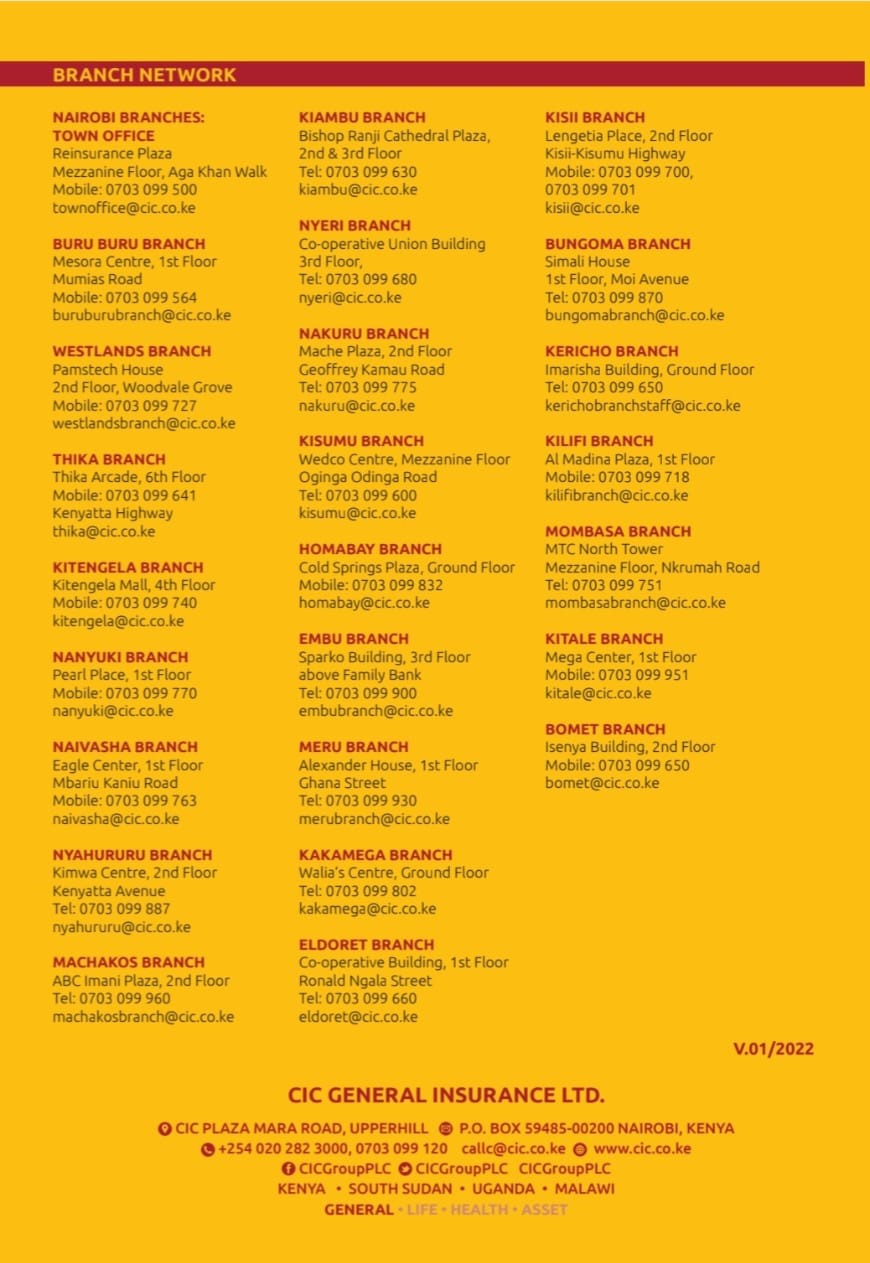 BRANCH NETWORK
NAIROBI BRANCHES:
TOWN OFFICE
Reinsurance Plaza
Mezzanine Floor, Aga Khan Walk
Mobile: 0703 099 500
townoffice@cic.co.ke
BURU BURU BRANCH
Mesora Centre, 1st Floor
Mumias Road
Mobile: 0703 099 564
buruburubranch@cic.co.ke
WESTLANDS BRANCH
Pamstech House
2nd Floor, Woodvale Grove
Mobile: 0703 099 727
westlandsbranch@cic.co.ke
THIKA BRANCH
Thika Arcade, 6th Floor
Mobile: 0703 099 641
Kenyatta Highway
thika@cic.co.ke
KITENGELA BRANCH
Kitengela Mall, 4th Floor
Mobile: 0703 099 740
kitengela@cic.co.ke
NANYUKI BRANCH
Pearl Place, 1st Floor
Mobile: 0703 099 770
nanyuki@cic.co.ke
NAIVASHA BRANCH
Eagle Center, 1st Floor
Mbariu Kaniu Road
Mobile: 0703 099 763
naivasha@cic.co.ke
NYAHURURU BRANCH
Kimwa Centre, 2nd Floor
Kenyatta Avenue
Tel: 0703 099 887
nyahururu@cic.co.ke
MACHAKOS BRANCH
ABC Imani Plaza, 2nd Floor
Tel: 0703 099 960
machakosbranch@cic.co.ke
KIAMBU BRANCH
Bishop Ranji Cathedral Plaza,
2nd & 3rd Floor
Tel: 0703 099 630
kiambu@cic.co.ke
NYERI BRANCH
Co-operative Union Building
3rd Floor,
Tel: 0703 099 680
nyeri@cic.co.ke
NAKURU BRANCH
Mache Plaza, 2nd Floor
Geoffrey Kamau Road
Tel: 0703 099 775
nakuru@cic.co.ke
KISUMU BRANCH
Wedco Centre, Mezzanine Floor
Oginga Odinga Road
Tel: 0703 099 600
kisumu@cic.co.ke
HOMABAY BRANCH
Cold Springs Plaza, Ground Floor
Mobile: 0703 099 832
homabay@cic.co.ke
EMBU BRANCH
Sparko Building, 3rd Floor
above Family Bank
Tel: 0703 099 900
embubranch@cic.co.ke
MERU BRANCH
Alexander House, 1st Floor
Ghana Street
Tel: 0703 099 930
merubranch@cic.co.ke
KAKAMEGA BRANCH
Walia's Centre, Ground Floor
Tel: 0703 099 802
kakamega@cic.co.ke
ELDORET BRANCH
Co-operative Building, 1st Floor
Ronald Ngala Street
Tel: 0703 099 660
eldoret@cic.co.ke
KISII BRANCH
Lengetia Place, 2nd Floor
Kisii-Kisumu Highway
Mobile: 0703 099 700,
0703 099 701
kisii@cic.co.ke
BUNGOMA BRANCH
Simali House
1st Floor, Moi Avenue
Tel: 0703 099 870
bungomabranch@cic.co.ke
KERICHO BRANCH
Imarisha Building, Ground Floor
Tel: 0703 099 650
kerichobranchstaff@cic.co.ke
KILIFI BRANCH
Al Madina Plaza, 1st Floor
Mobile: 0703 099 718
kilifibranch@cic.co.ke
MOMBASA BRANCH
MTC North Tower
Mezzanine Floor, Nkrumah Road
Tel: 0703 099 751
mombasabranch@cic.co.ke
KITALE BRANCH
Mega Center, 1st Floor
Mobile: 0703 099 951
kitale@cic.co.ke
BOMET BRANCH
Isenya Building, 2nd Floor
Mobile: 0703 099 650
bomet@cic.co.ke
V.01/2022
CIC GENERAL INSURANCE LTD.
CIC PLAZA MARA ROAD, UPPERHILL P.O. BOX 59485-00200 NAIROBI, KENYA
+254 020 282 3000, 0703 099 120 callc@cic.co.ke www.cic.co.ke
CICGroupPLC CICGroupPLC CICGroupPLC
KENYA • SOUTH SUDAN • UGANDA • MALAWI
GENERAL • LIFE • HEALTH • ASSET